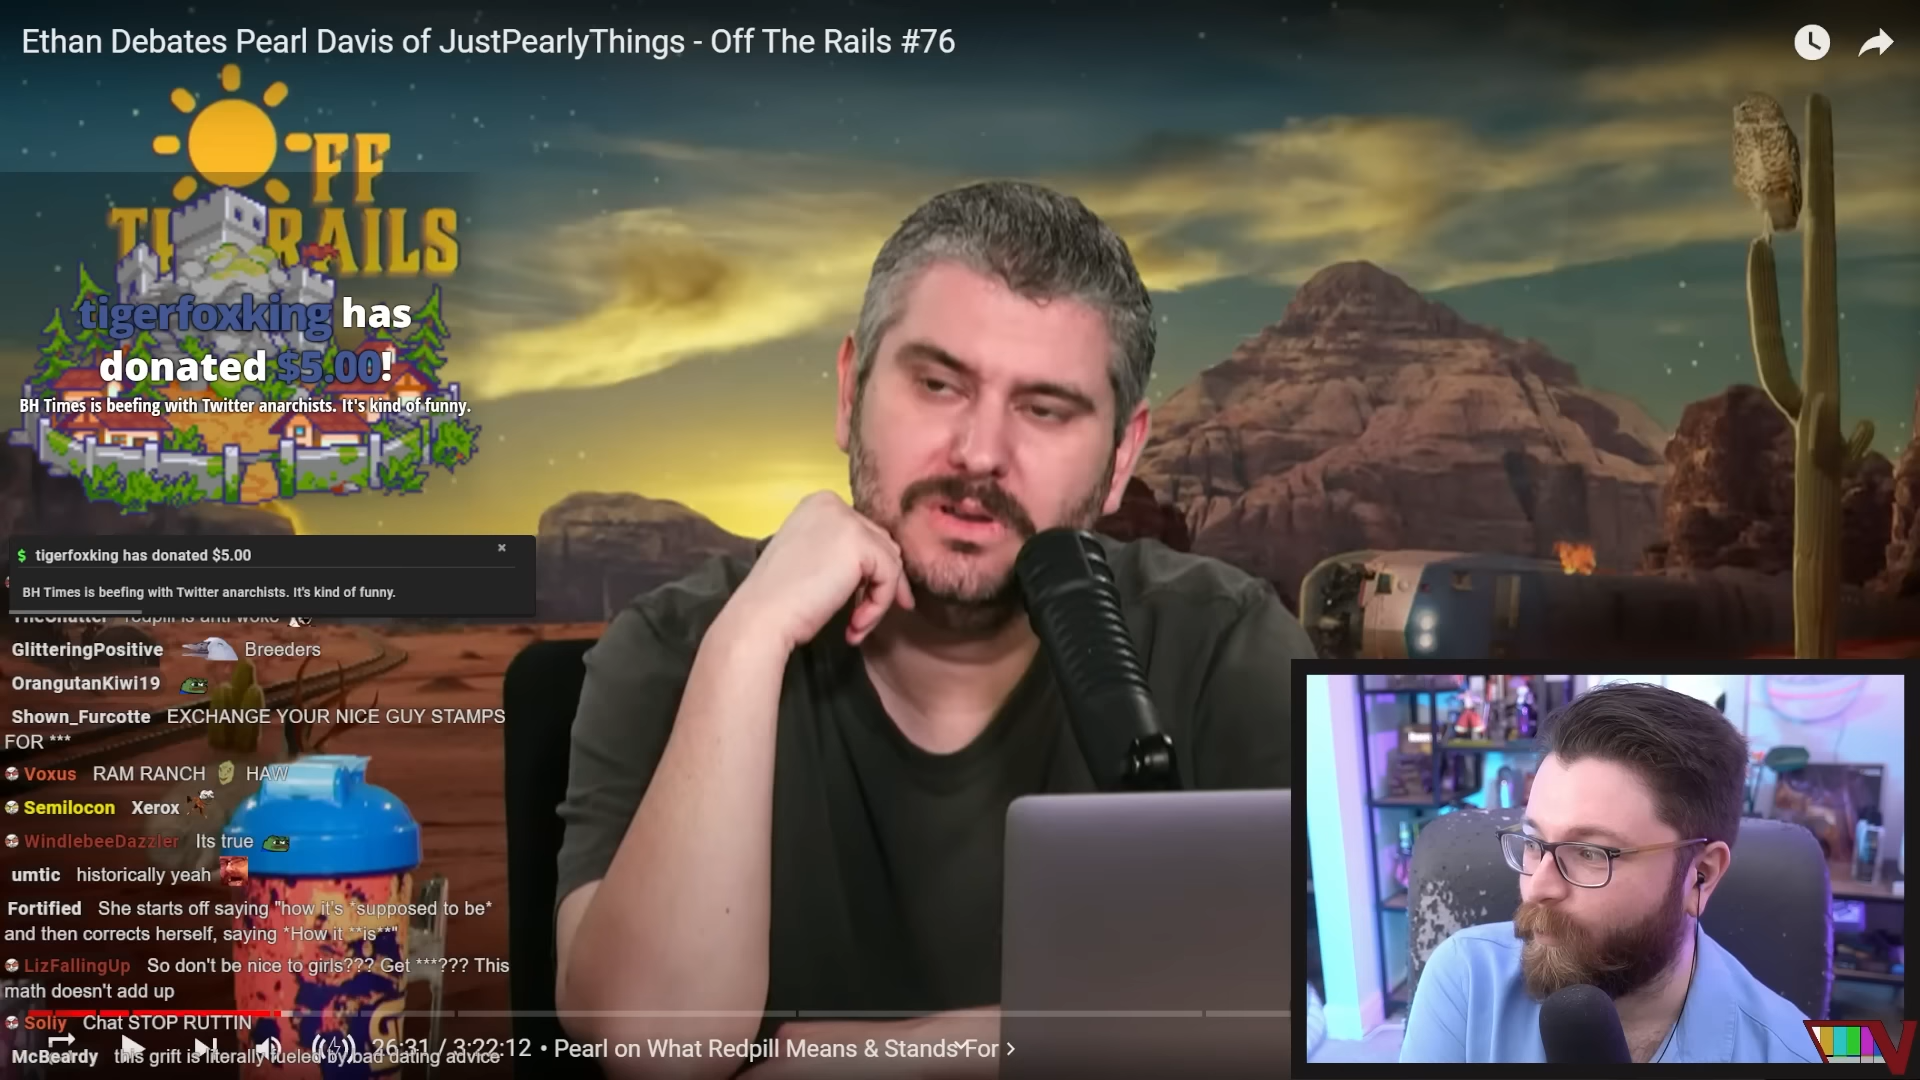 Ethan Debates Pearl Davis of JustPearlyThings - Off The Rails #76
FF
RAILS
tigerfoxking has
donated $5.00!
BH Times is beefing with Twitter anarchists. It's kind of funny.
$ tigerfoxking has donated $5.00 ×
BH Times is beefing with Twitter anarchists. It's kind of funny.
GlitteringPositive Breeders
OrangutanKiwi19
Shown_Furcotte EXCHANGE YOUR NICE GUY STAMPS
FOR ***
Voxus RAM RANCH HAW
Semilocon Xerox
WindlebeeDazzler Its true
umtic historically yeah
Fortified She starts off saying "how it's *supposed to be*
and then corrects herself, saying *How it **is**"
LizFallingUp So don't be nice to girls??? Get ***??? This
math doesn't add up
Soliy Chat STOP RUTTIN
McBeardy this grift is literally fueled by bad dating advice
26:31 / 3:22:12 • Pearl on What Redpill Means & Stands For >